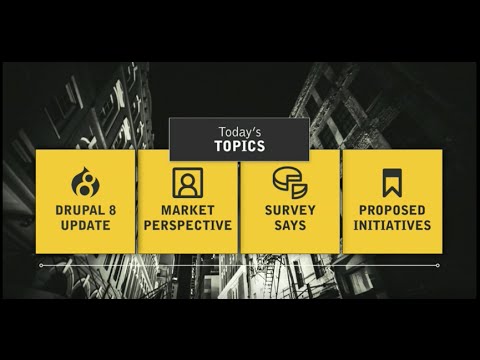 Today's
TOPICS
DRUPAL 8
UPDATE
MARKET
PERSPECTIVE
SURVEY
SAYS
PROPOSED
INITIATIVES